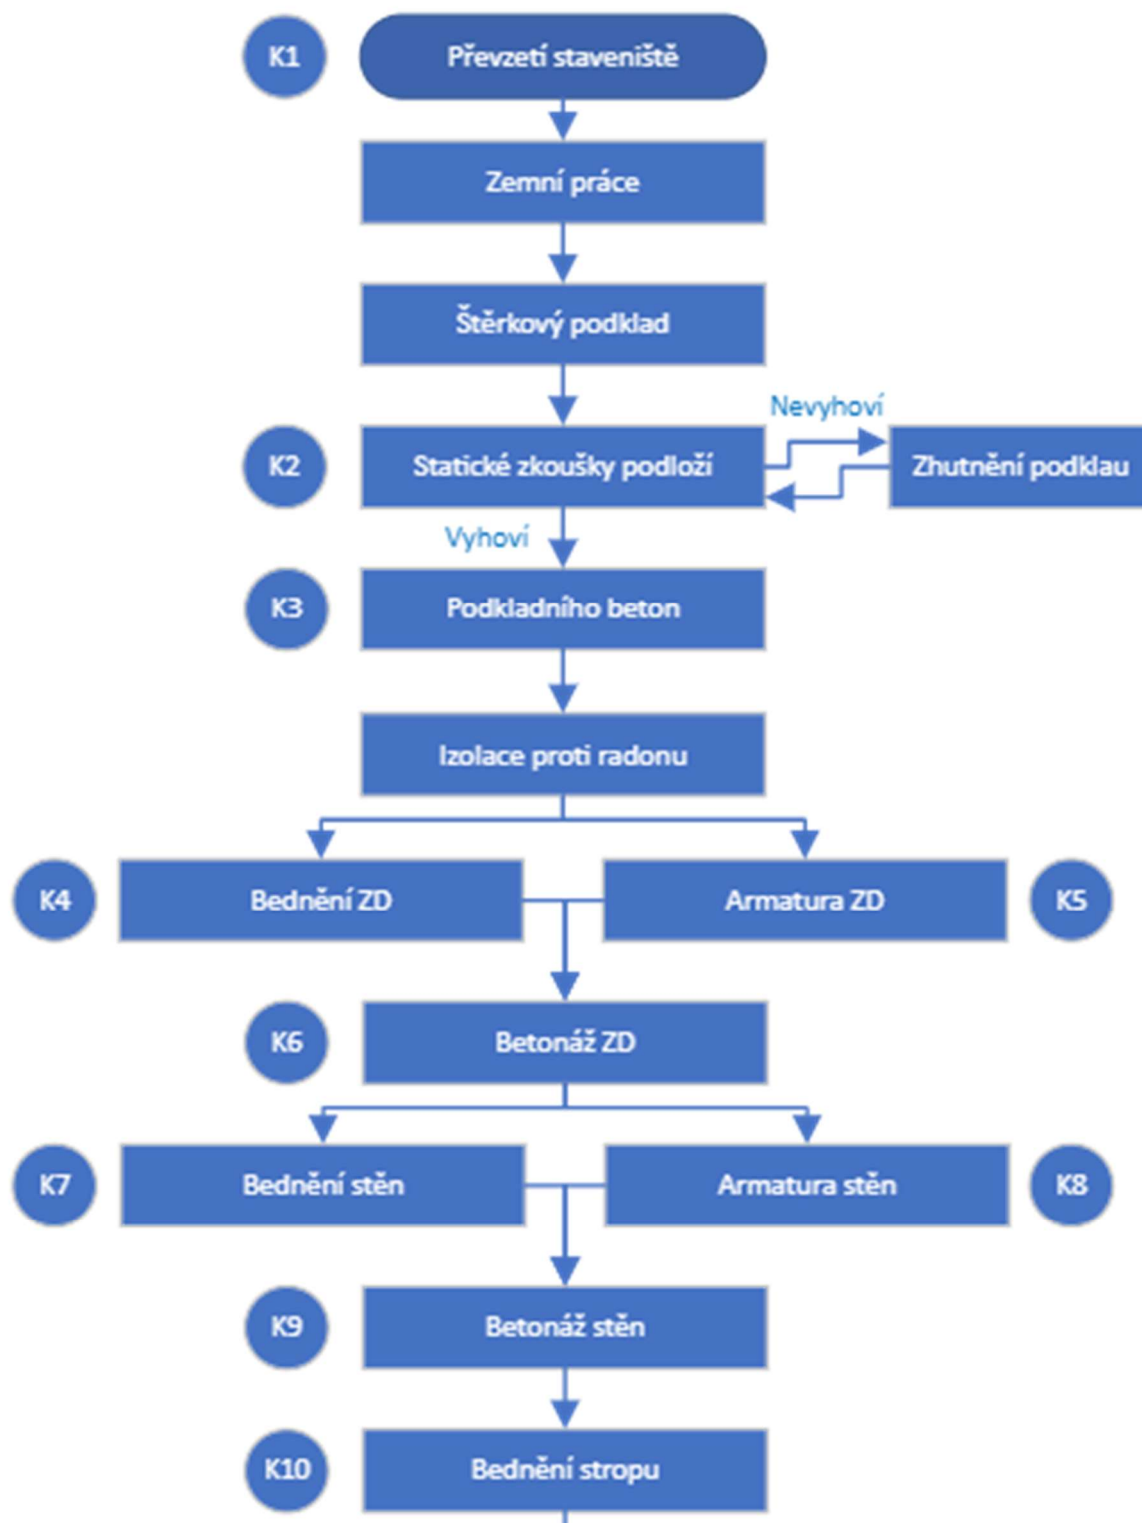 K1
Převzetí staveniště
Zemní práce
Štěrkový podklad
Nevyhoví
K2
Statické zkoušky podloží
Zhutnění podklau
Vyhoví
K3
Podkladního beton
Izolace proti radonu
K4
Bednění ZD
Armatura ZD
K5
K6
Betonáž ZD
K7
Bednění stěn
Armatura stěn
K8
K9
Betonáž stěn
K10
Bednění stropu